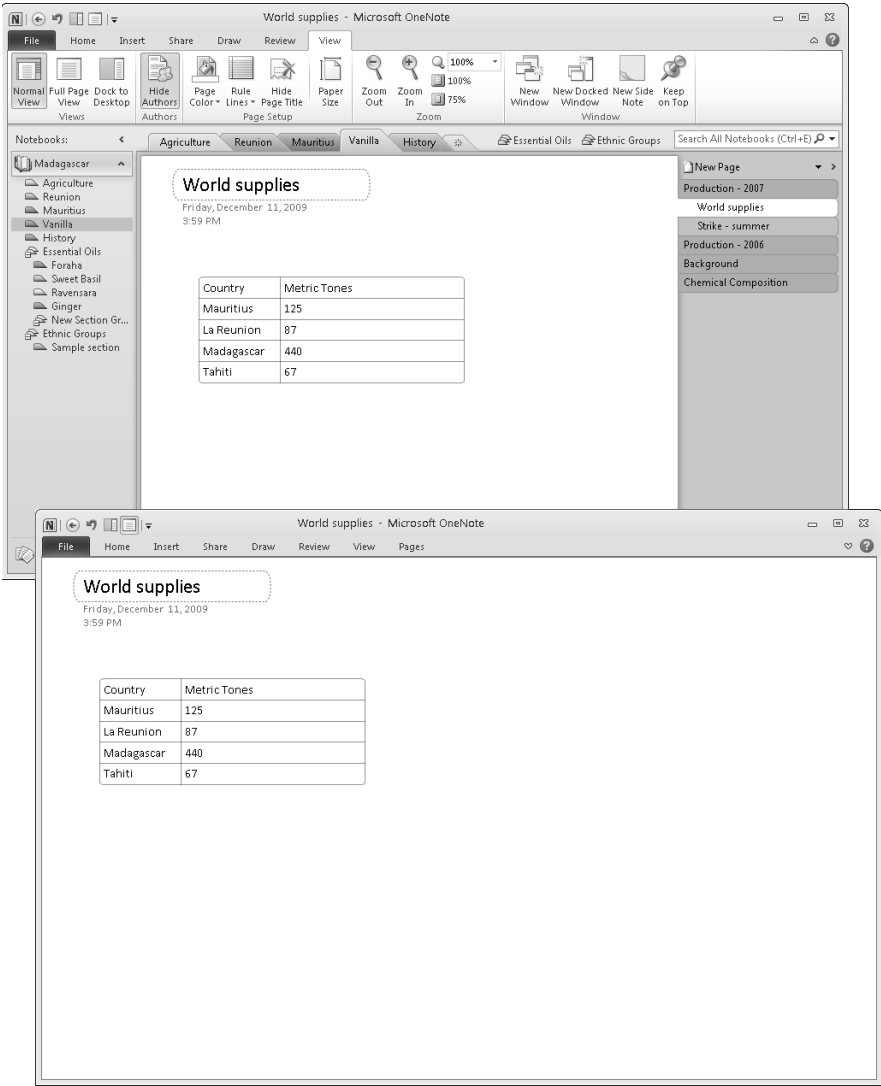 World supplies - Microsoft OneNote
File Home Insert Share Draw Review View
Normal View Full Page View Dock to Desktop Hide Authors Page Color Rule Lines Hide Page Title Paper Size Zoom Out Zoom In 100% 100% 75% New Window New Docked Window New Side Note Keep on Top
Views Authors Page Setup Zoom Window
Notebooks: Agriculture Reunion Mauritius Vanilla History Essential Oils Ethnic Groups Search All Notebooks (Ctrl+E)
Madagascar
Agriculture
Reunion
Mauritius
Vanilla
History
Essential Oils
Foraha
Sweet Basil
Ravensara
Ginger
New Section Gr...
Ethnic Groups
Sample section
World supplies
Friday, December 11, 2009
3:59 PM
Country Metric Tones
Mauritius 125
La Reunion 87
Madagascar 440
Tahiti 67
New Page
Production - 2007
World supplies
Strike - summer
Production - 2006
Background
Chemical Composition
World supplies - Microsoft OneNote
File Home Insert Share Draw Review View Pages
World supplies
Friday, December 11, 2009
3:59 PM
Country Metric Tones
Mauritius 125
La Reunion 87
Madagascar 440
Tahiti 67